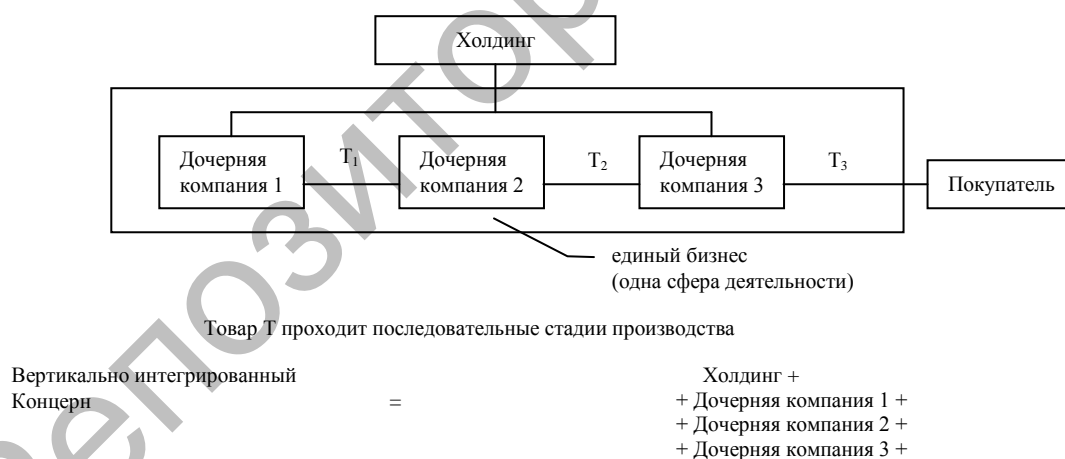 Холдинг
Дочерняя
компания 1
T₁
Дочерняя
компания 2
T₂
Дочерняя
компания 3
T₃
Покупатель
единый бизнес
(одна сфера деятельности)
Товар Т проходит последовательные стадии производства
Вертикально интегрированный
Концерн
=
Холдинг +
+ Дочерняя компания 1 +
+ Дочерняя компания 2 +
+ Дочерняя компания 3 +